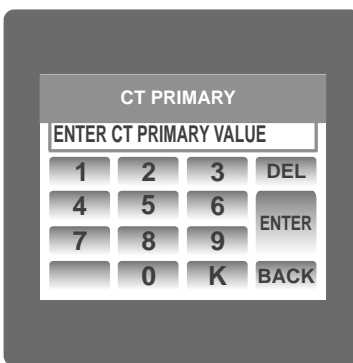 CT PRIMARY
ENTER CT PRIMARY VALUE
1 2 3 DEL
4 5 6 ENTER
7 8 9
0 K BACK